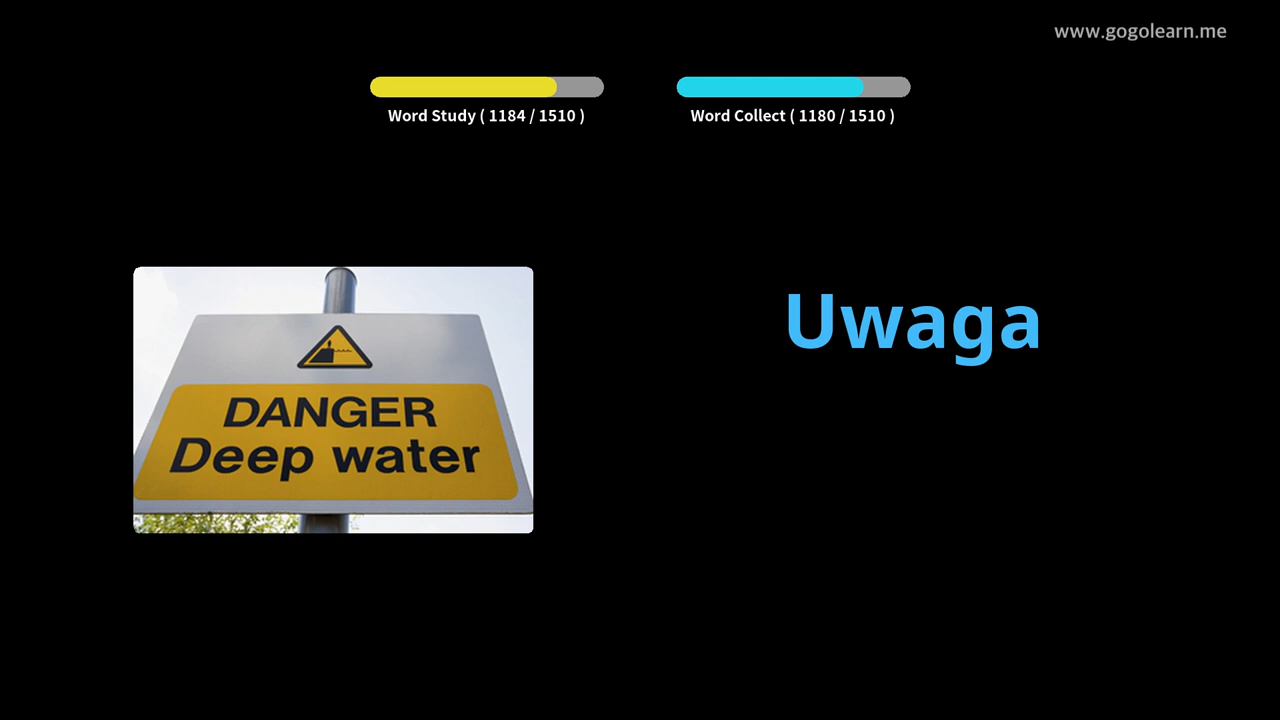 www.gogolearn.me
Word Study ( 1184 / 1510 )
Word Collect ( 1180 / 1510 )
DANGER
Deep water
Uwaga